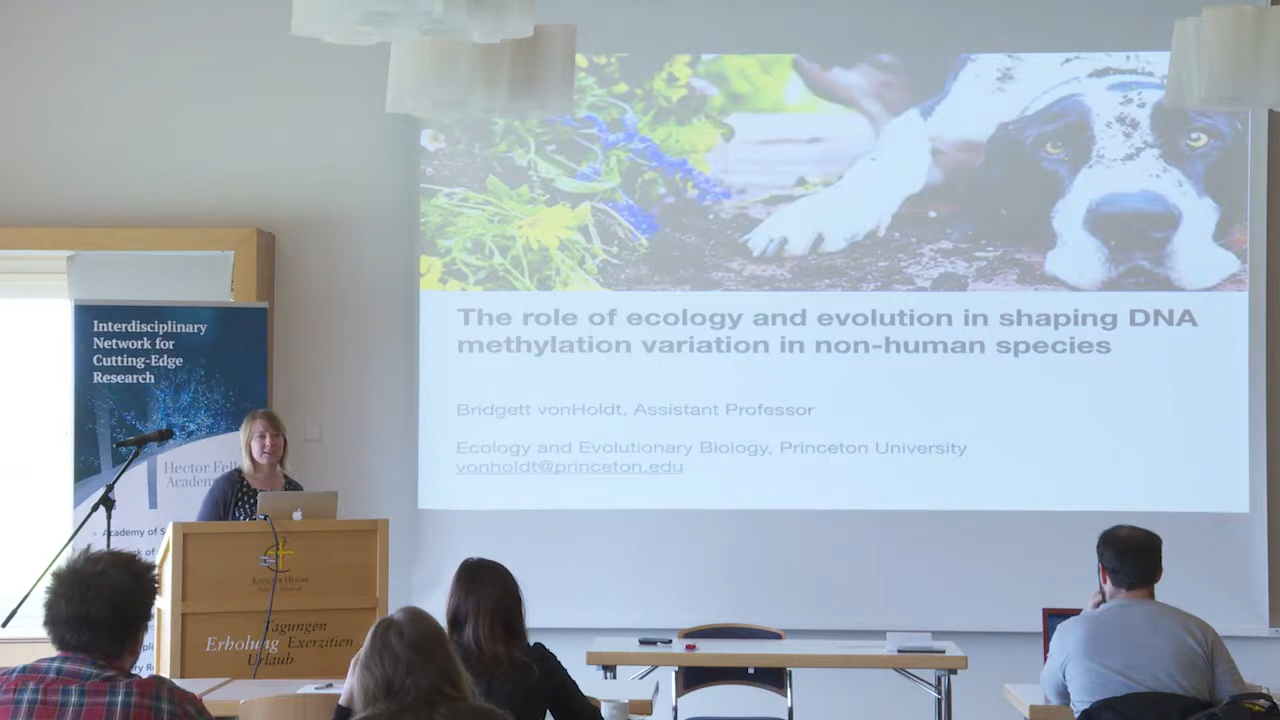 The role of ecology and evolution in shaping DNA
methylation variation in non-human species
Bridgett vonHoldt, Assistant Professor
Ecology and Evolutionary Biology, Princeton University
vonholdt@princeton.edu
Interdisciplinary
Network for
Cutting-Edge
Research
Hector Fell
Academ
Academy of S
Tagungen
Erholung Exerzitien
Urlaub